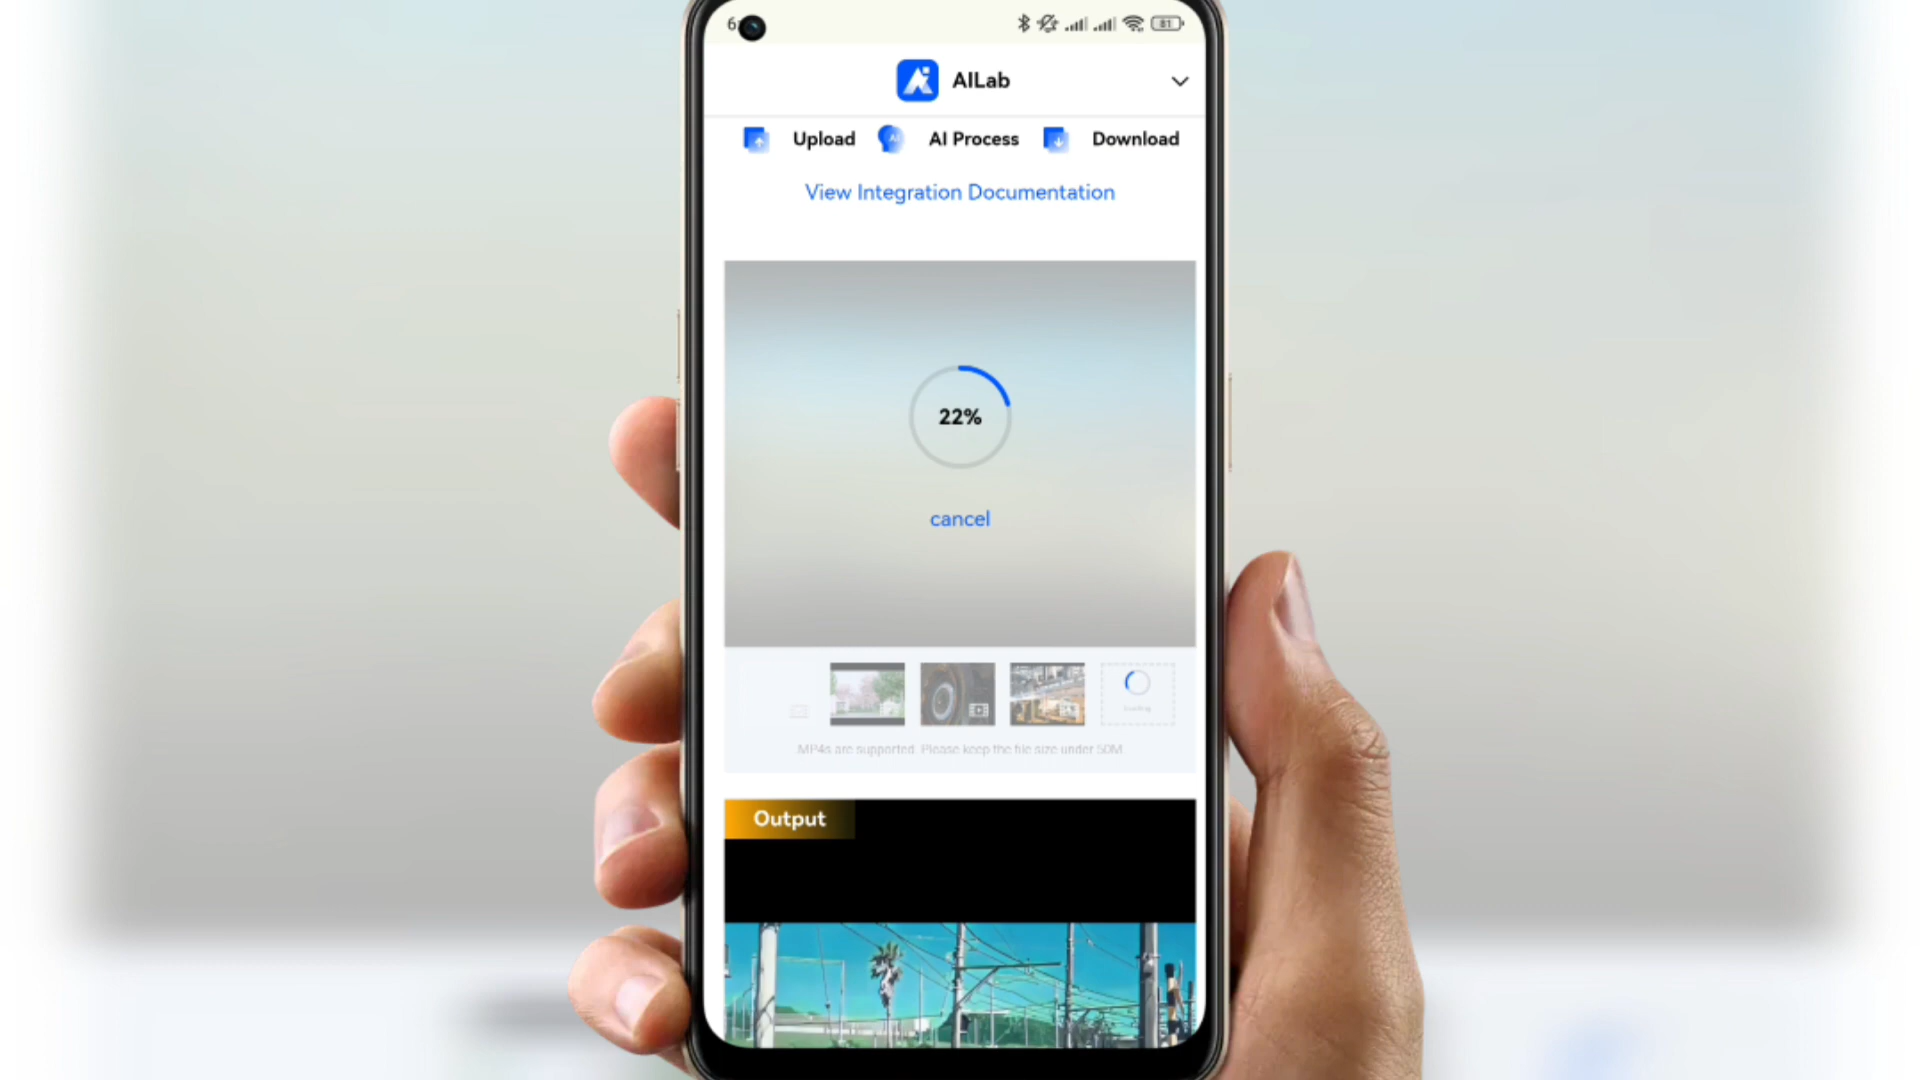 81
AILab
Upload AI Process Download
View Integration Documentation
22%
cancel
.MP4s are supported. Please keep the file size under 50M.
Output